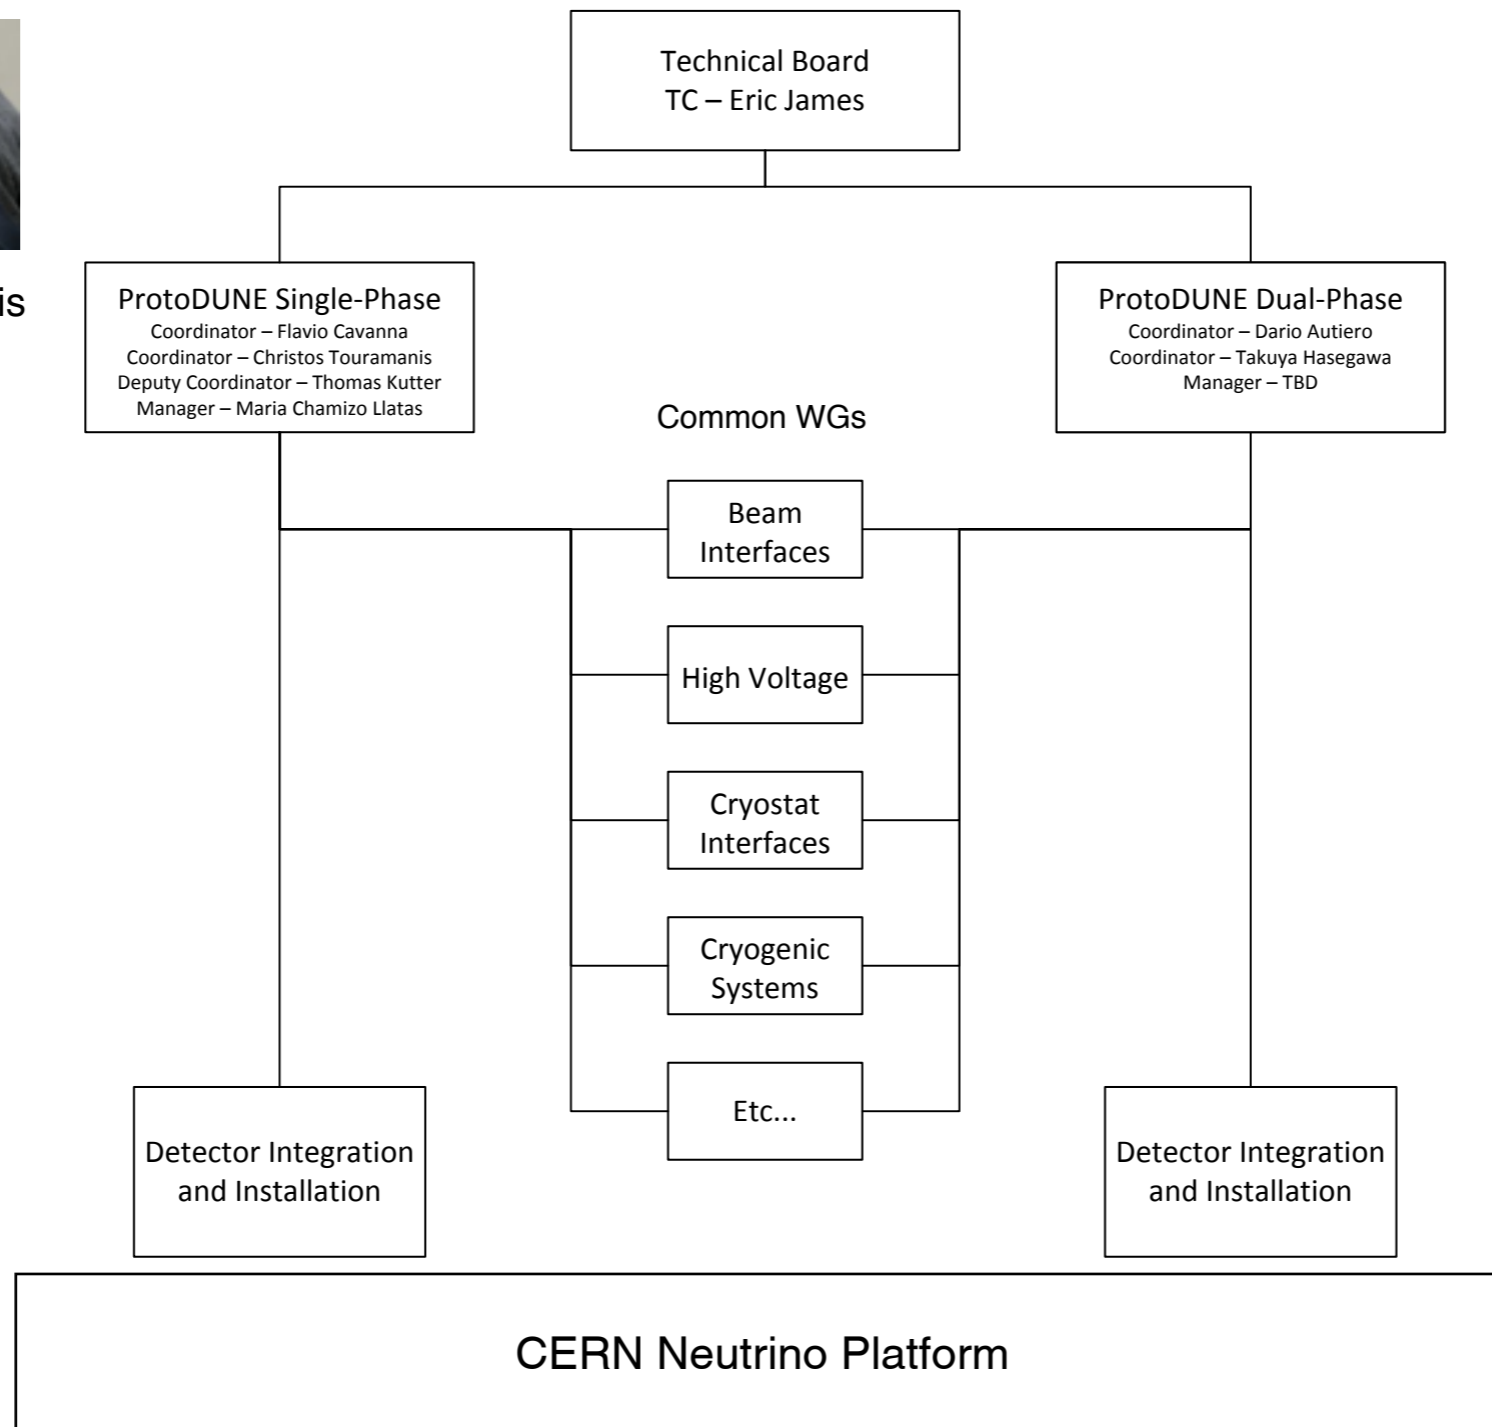 Technical Board
TC – Eric James
is
ProtoDUNE Single-Phase
Coordinator – Flavio Cavanna
Coordinator – Christos Touramanis
Deputy Coordinator – Thomas Kutter
Manager – Maria Chamizo Llatas
ProtoDUNE Dual-Phase
Coordinator – Dario Autiero
Coordinator – Takuya Hasegawa
Manager – TBD
Common WGs
Beam
Interfaces
High Voltage
Cryostat
Interfaces
Cryogenic
Systems
Etc...
Detector Integration
and Installation
Detector Integration
and Installation
CERN Neutrino Platform